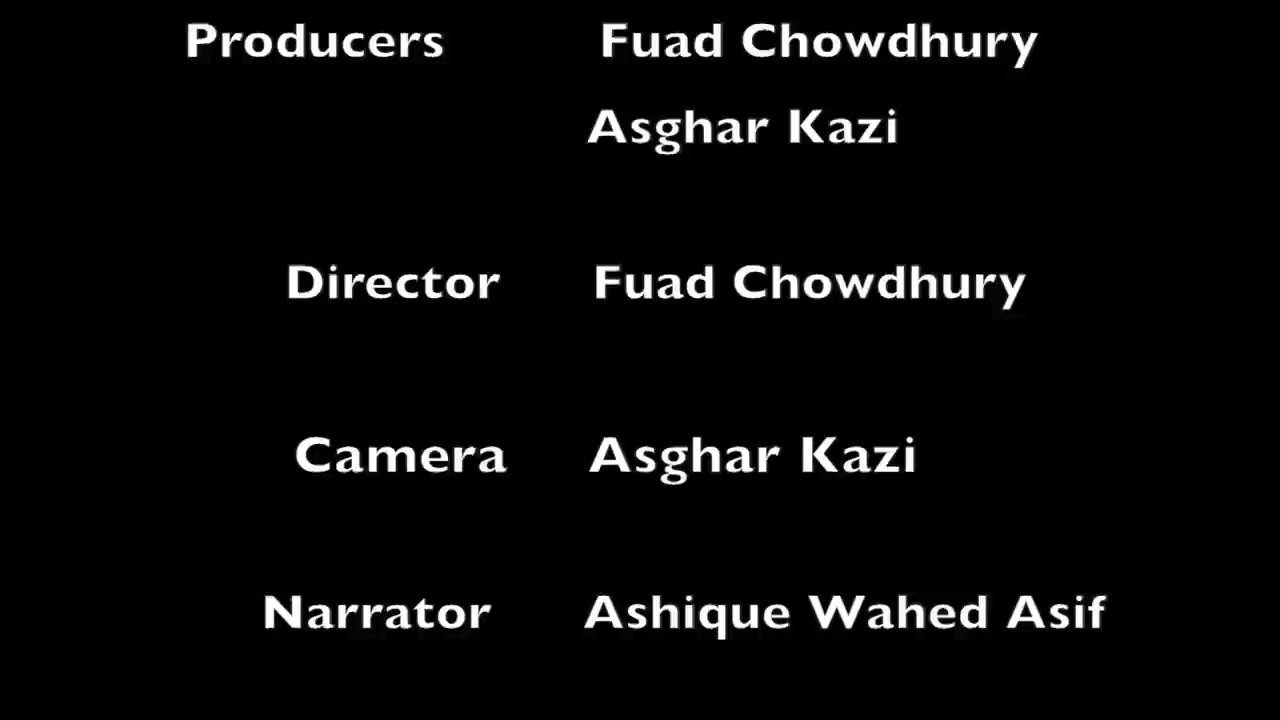 Producers Fuad Chowdhury
Asghar Kazi
Director Fuad Chowdhury
Camera Asghar Kazi
Narrator Ashique Wahed Asif